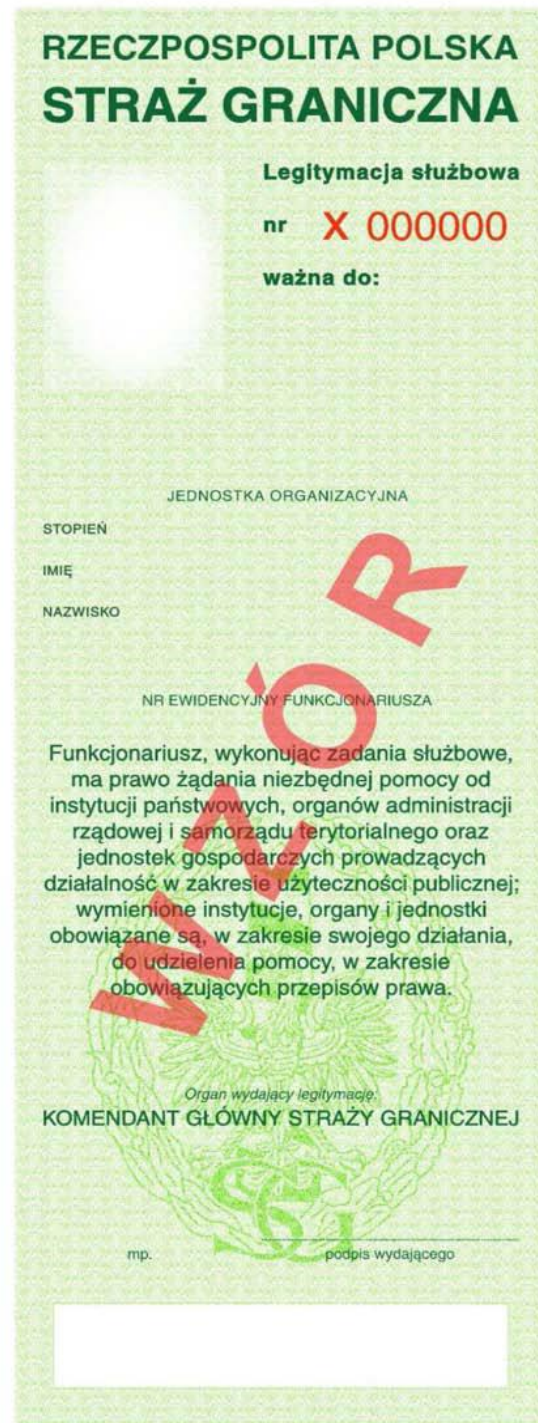 RZECZPOSPOLITA POLSKA
STRAŻ GRANICZNA
Legitymacja służbowa
nr X 000000
ważna do:
JEDNOSTKA ORGANIZACYJNA
STOPIEŃ
IMIĘ
NAZWISKO
NR EWIDENCYJNY FUNKCJONARIUSZA
Funkcjonariusz, wykonując zadania służbowe,
ma prawo żądania niezbędnej pomocy od
instytucji państwowych, organów administracji
rządowej i samorządu terytorialnego oraz
jednostek gospodarczych prowadzących
działalność w zakresie użyteczności publicznej;
wymienione instytucje, organy i jednostki
obowiązane są, w zakresie swojego działania,
do udzielenia pomocy, w zakresie
obowiązujących przepisów prawa.
WZÓR
Organ wydający legitymację:
KOMENDANT GŁÓWNY STRAŻY GRANICZNEJ
SG
mp. podpis wydającego